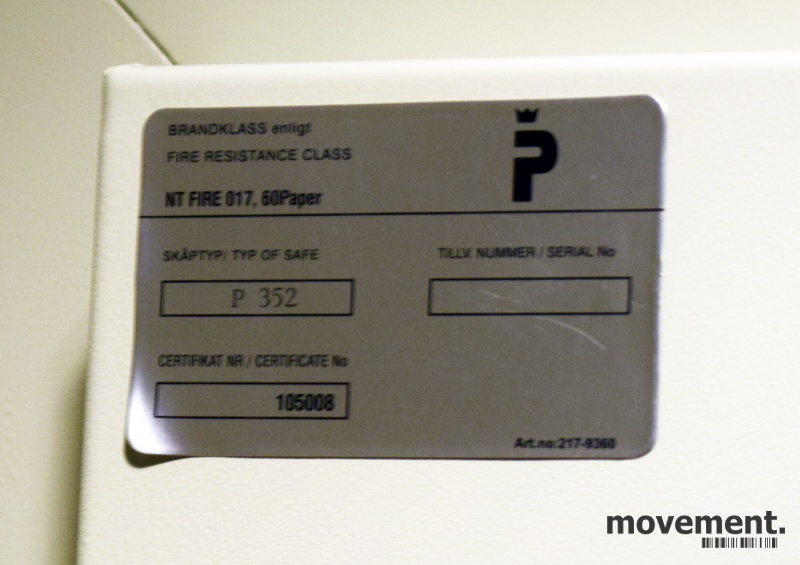 BRANDKLASS enligt
FIRE RESISTANCE CLASS
P
NT FIRE 017, 60Paper
SKÅPTYP/ TYP OF SAFE
TILLV. NUMMER / SERIAL No
P 352
CERTIFIKAT NR / CERTIFICATE No
105008
Art.no:217-9360
movement.